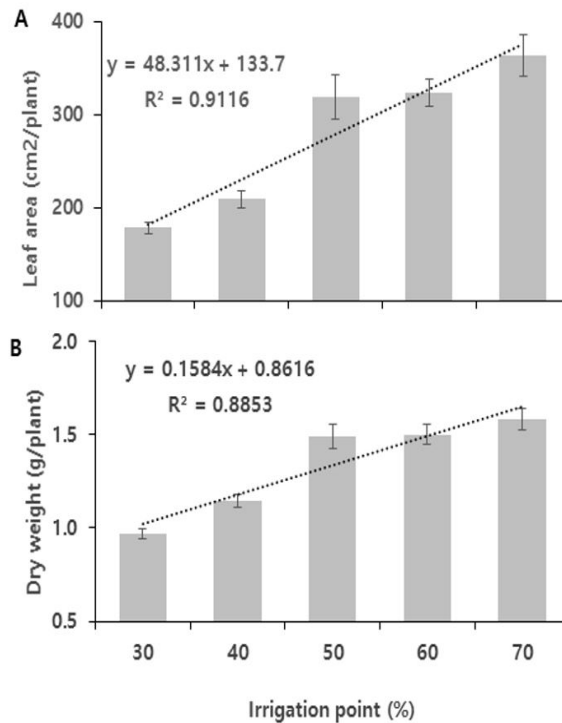 A
400
300
200
100
Leaf area (cm2/plant)
y = 48.311x + 133.7
R² = 0.9116
B
2.0
1.5
1.0
0.5
Dry weight (g/plant)
y = 0.1584x + 0.8616
R² = 0.8853
30 40 50 60 70
Irrigation point (%)